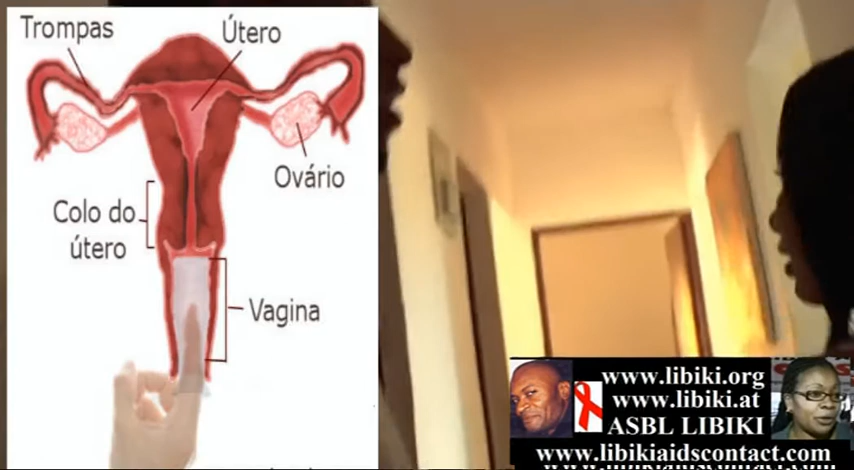 Trompas
Útero
Ovário
Colo do
útero
Vagina
www.libiki.org
www.libiki.at
ASBL LIBIKI
www.libikiaidscontact.com